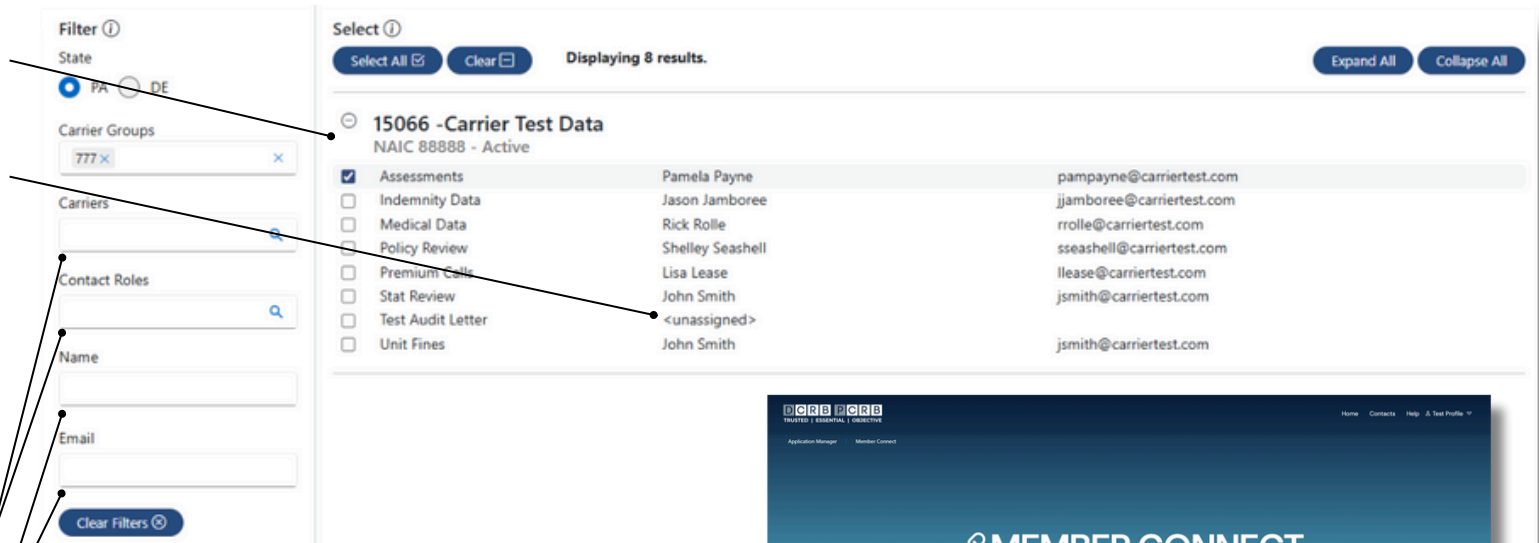 Filter
State
PA DE
Carrier Groups
777 ×
Carriers
Contact Roles
Name
Email
Clear Filters
Select
Select All Clear Displaying 8 results. Expand All Collapse All
15066 -Carrier Test Data
NAIC 88888 - Active
Assessments Pamela Payne pampayne@carriertest.com
Indemnity Data Jason Jamboree jjamboree@carriertest.com
Medical Data Rick Rolle rrolle@carriertest.com
Policy Review Shelley Seashell sseashell@carriertest.com
Premium Calls Lisa Lease llease@carriertest.com
Stat Review John Smith jsmith@carriertest.com
Test Audit Letter <unassigned>
Unit Fines John Smith jsmith@carriertest.com
DCRB PCRB
TRUSTED | ESSENTIAL | OBJECTIVE
Home Contacts Help Test Profile
Application Manager Member Connect
MEMBER CONNECT